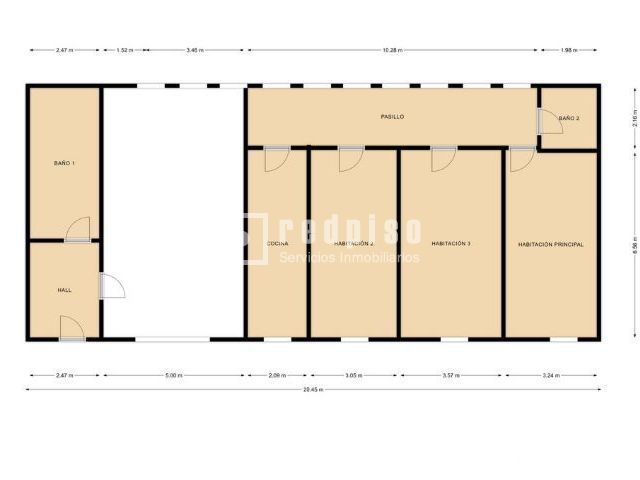 2.47 m 1.52 m 3.46 m 10.28 m 1.98 m
PASILLO
BAÑO 2
2.16 m
BAÑO 1
redpiso
Servicios Inmobiliarios
COCINA
HABITACIÓN 2
HABITACIÓN 3
HABITACIÓN PRINCIPAL
6.56 m
HALL
2.47 m 5.00 m 2.09 m 3.05 m 3.57 m 3.24 m
20.45 m